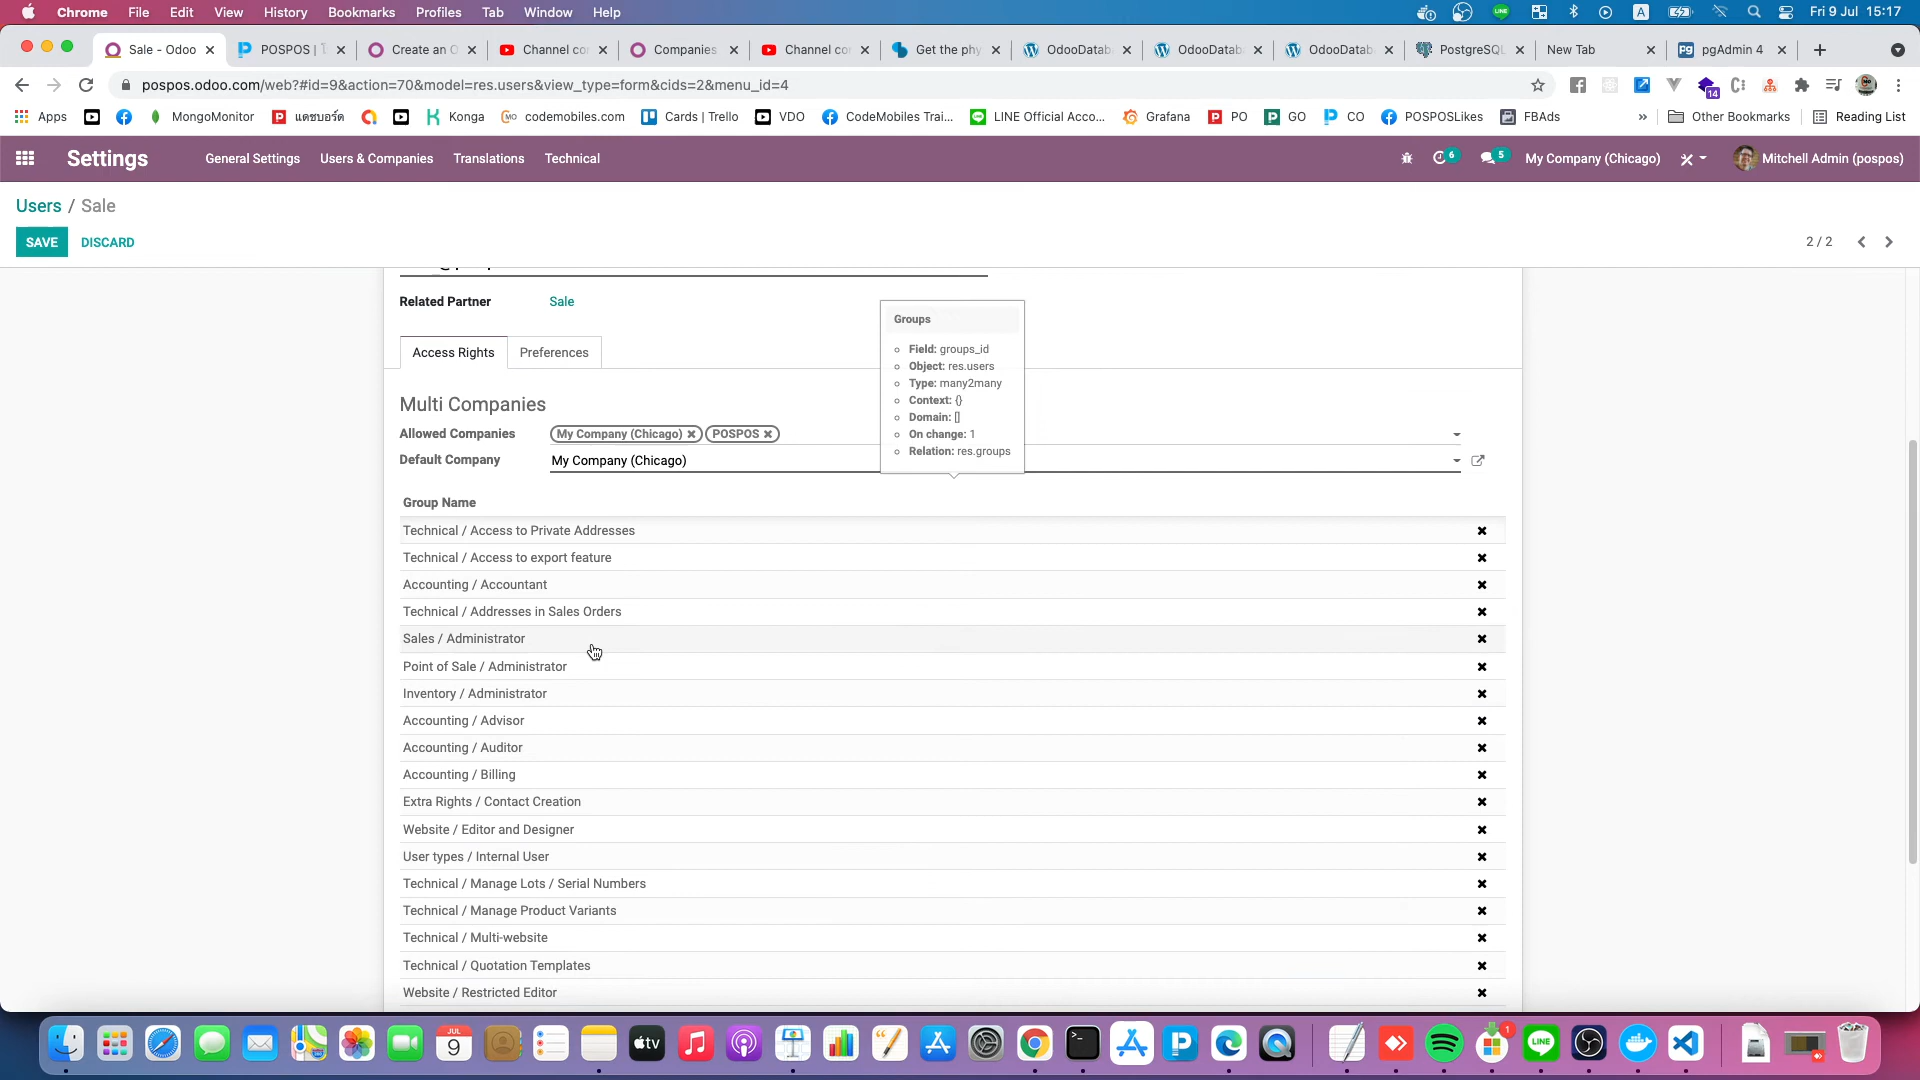 Chrome File Edit View History Bookmarks Profiles Tab Window Help Fri 9 Jul 15:17
Sale - Odoo POSPOS | Create an O Channel co Companies Channel co Get the phy OdooDatab OdooDatab OdooDatab PostgreSQL New Tab pgAdmin 4
pospos.odoo.com/web?#id=9&action=70&model=res.users&view_type=form&cids=2&menu_id=4 14
Apps MongoMonitor แดชบอร์ด Konga codemobiles.com Cards | Trello VDO CodeMobiles Trai... LINE Official Acco... Grafana PO GO CO POSPOSLikes FBAds » Other Bookmarks Reading List
Settings General Settings Users & Companies Translations Technical 6 5 My Company (Chicago) Mitchell Admin (pospos)
Users / Sale
SAVE DISCARD 2 / 2
Related Partner Sale
Access Rights Preferences
Groups
Field: groups_id
Object: res.users
Type: many2many
Context: {}
Domain: []
On change: 1
Relation: res.groups
Multi Companies
Allowed Companies My Company (Chicago) POSPOS
Default Company My Company (Chicago)
Group Name
Technical / Access to Private Addresses
Technical / Access to export feature
Accounting / Accountant
Technical / Addresses in Sales Orders
Sales / Administrator
Point of Sale / Administrator
Inventory / Administrator
Accounting / Advisor
Accounting / Auditor
Accounting / Billing
Extra Rights / Contact Creation
Website / Editor and Designer
User types / Internal User
Technical / Manage Lots / Serial Numbers
Technical / Manage Product Variants
Technical / Multi-website
Technical / Quotation Templates
Website / Restricted Editor
JUL 9 tv 1 LINE